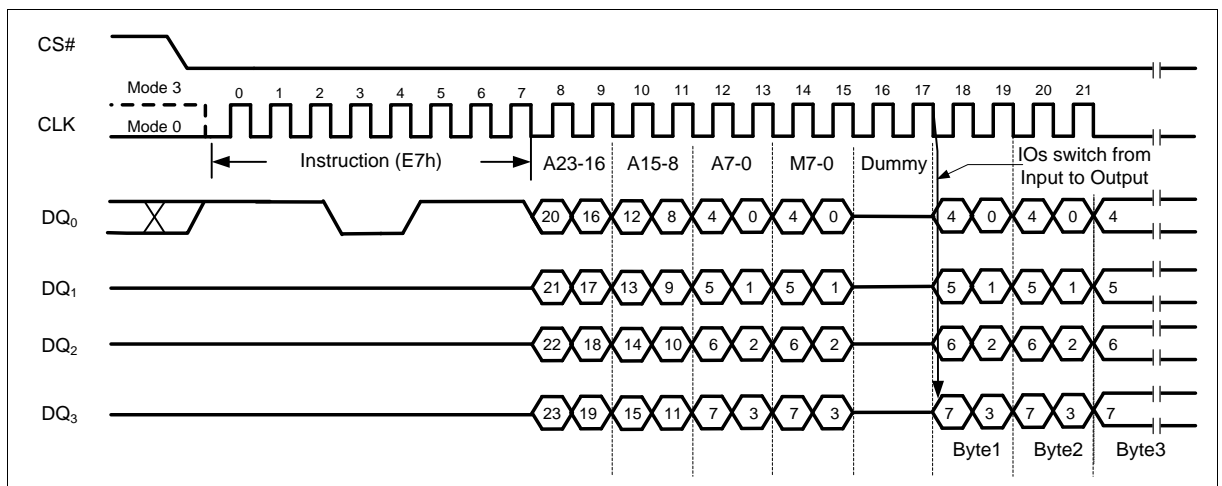 CS#
Mode 3
0 1 2 3 4 5 6 7 8 9 10 11 12 13 14 15 16 17 18 19 20 21
CLK
Mode 0
Instruction (E7h)
A23-16 A15-8 A7-0 M7-0 Dummy
IOs switch from
Input to Output
DQ0 20 16 12 8 4 0 4 0 4 0 4 0 4
DQ1 21 17 13 9 5 1 5 1 5 1 5 1 5
DQ2 22 18 14 10 6 2 6 2 6 2 6 2 6
DQ3 23 19 15 11 7 3 7 3 7 3 7 3 7
Byte1 Byte2 Byte3